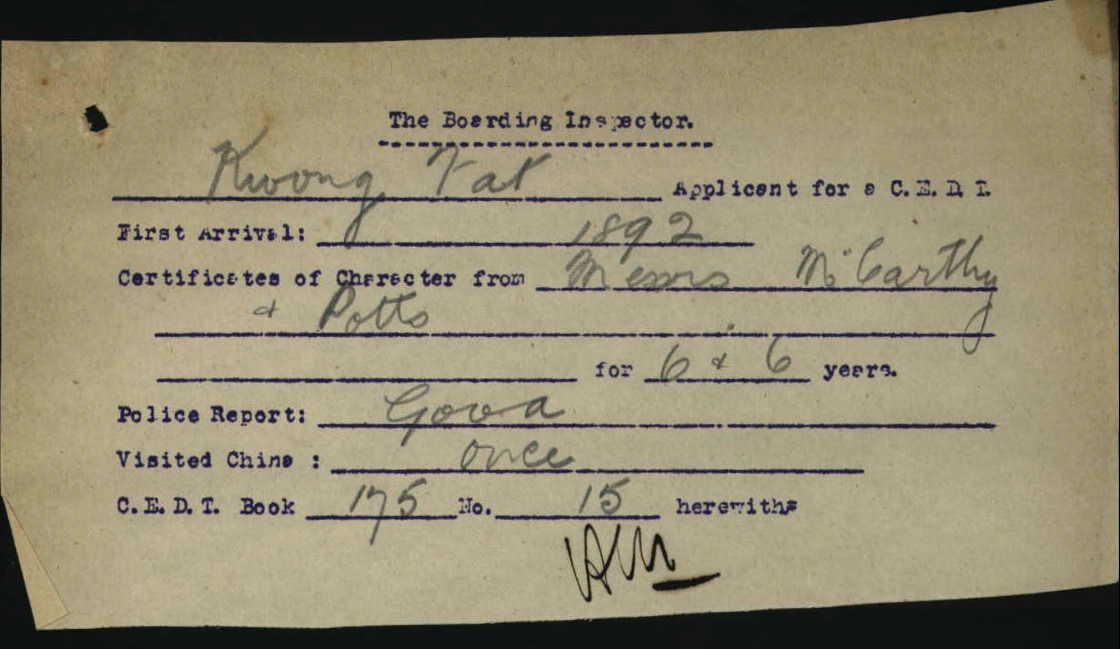 The Boarding Inspector.
Kwong Tat Applicant for a C.E.D.T.
First Arrival: 1892
Certificates of Character from Messrs McCarthy
& Potts
for 6 & 6 years.
Police Report: Good
Visited China : Once
C.E.D.T. Book 175 No. 15 herewith